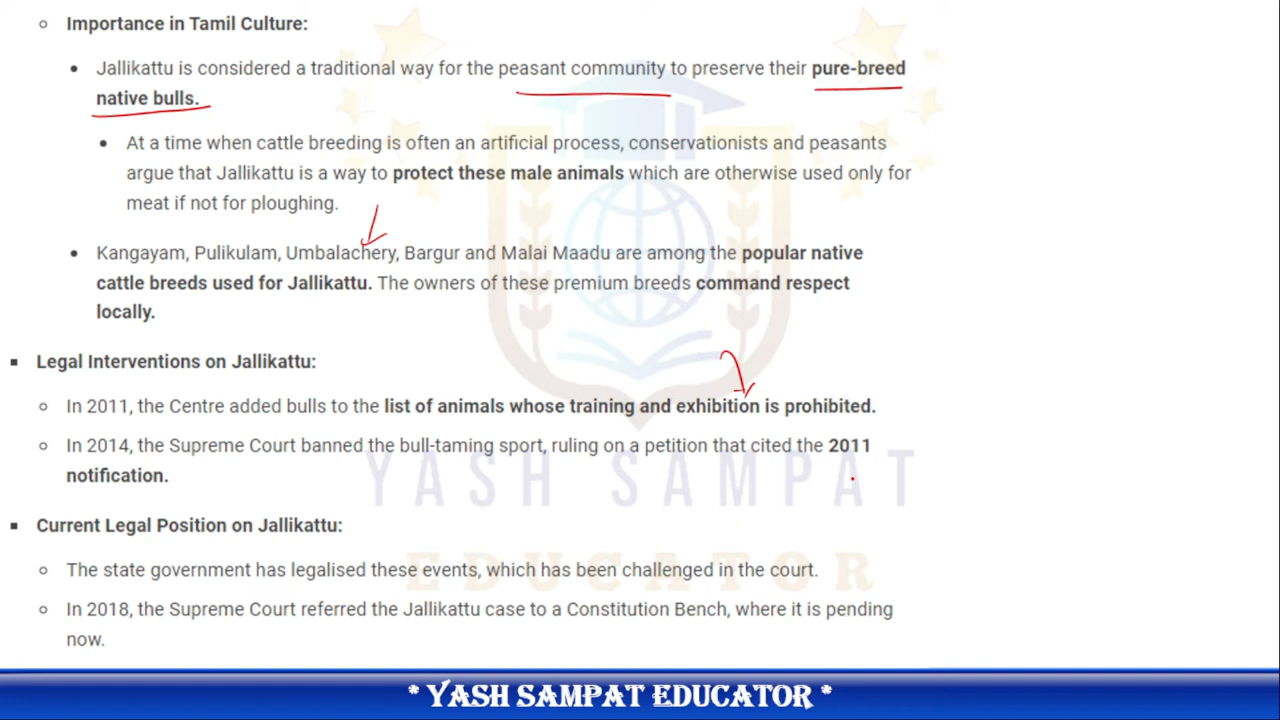 Importance in Tamil Culture:
Jallikattu is considered a traditional way for the peasant community to preserve their pure-breed
native bulls.
At a time when cattle breeding is often an artificial process, conservationists and peasants
argue that Jallikattu is a way to protect these male animals which are otherwise used only for
meat if not for ploughing.
Kangayam, Pulikulam, Umbalachery, Bargur and Malai Maadu are among the popular native
cattle breeds used for Jallikattu. The owners of these premium breeds command respect
locally.
Legal Interventions on Jallikattu:
In 2011, the Centre added bulls to the list of animals whose training and exhibition is prohibited.
In 2014, the Supreme Court banned the bull-taming sport, ruling on a petition that cited the 2011
notification.
YASH SAMPAT
Current Legal Position on Jallikattu:
The state government has legalised these events, which has been challenged in the court.
EDUCATOR
In 2018, the Supreme Court referred the Jallikattu case to a Constitution Bench, where it is pending
now.
* YASH SAMPAT EDUCATOR *